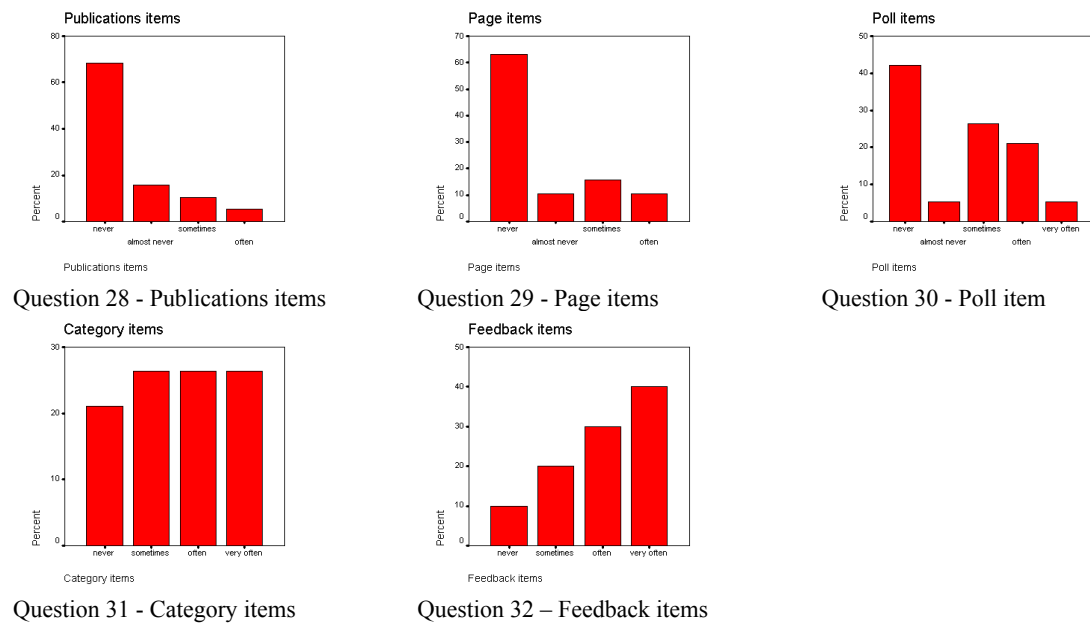 Publications items
80
60
40
20
0
Percent
never
almost never
sometimes
often
Publications items
Question 28 - Publications items
Page items
70
60
50
40
30
20
10
0
Percent
never
almost never
sometimes
often
Page items
Question 29 - Page items
Poll items
50
40
30
20
10
0
Percent
never
almost never
sometimes
often
very often
Poll items
Question 30 - Poll item
Category items
30
20
10
0
Percent
never
sometimes
often
very often
Category items
Question 31 - Category items
Feedback items
50
40
30
20
10
0
Percent
never
sometimes
often
very often
Feedback items
Question 32 – Feedback items